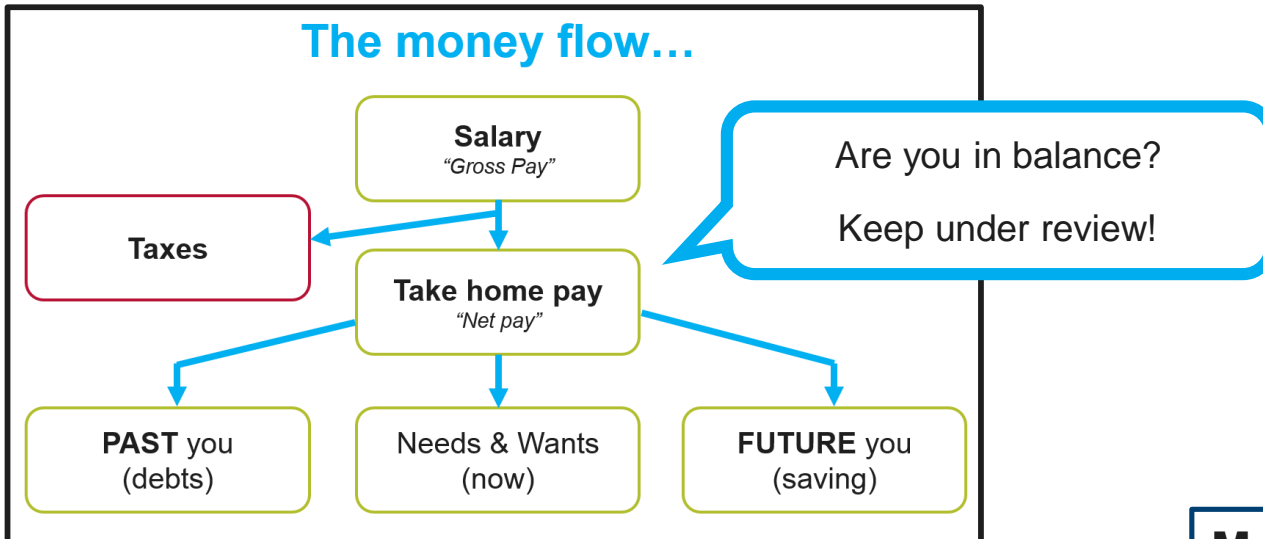 The money flow…
Salary
“Gross Pay”
Are you in balance?
Keep under review!
Taxes
Take home pay
“Net pay”
PAST you
(debts)
Needs & Wants
(now)
FUTURE you
(saving)